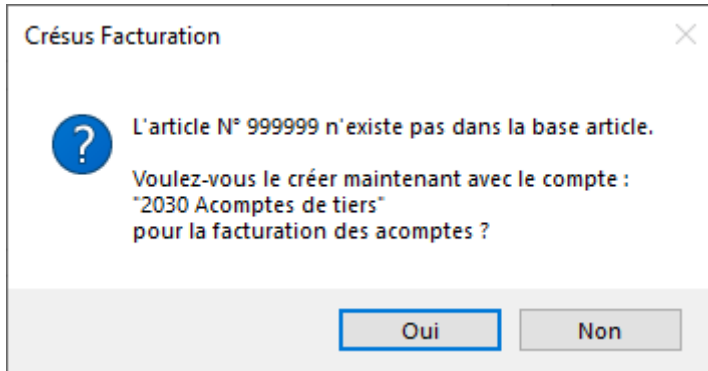 Crésus Facturation
L'article N° 999999 n'existe pas dans la base article.
Voulez-vous le créer maintenant avec le compte :
"2030 Acomptes de tiers"
pour la facturation des acomptes ?
Oui
Non